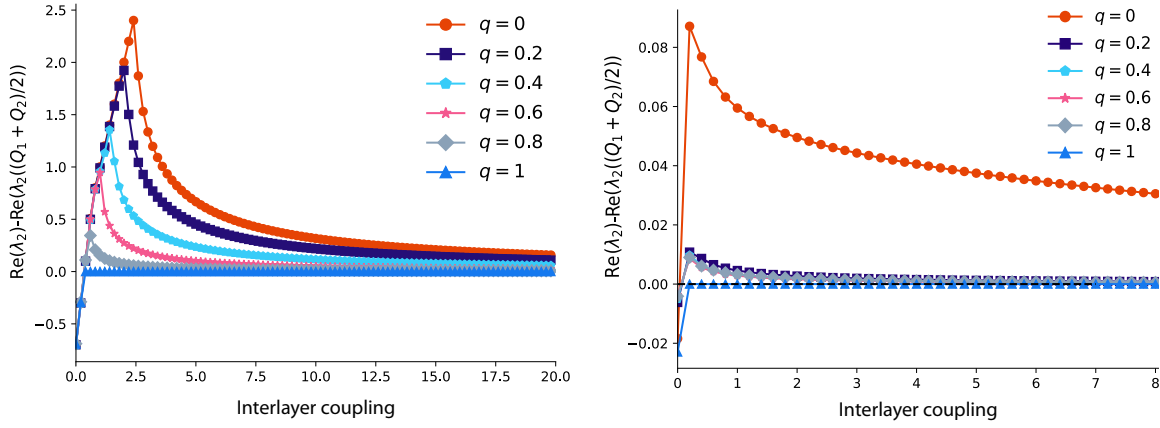 Re(λ₂)-Re(λ₂((Q₁ + Q₂)/2))
2.5
2.0
1.5
1.0
0.5
0.0
−0.5
0.0
2.5
5.0
7.5
10.0
12.5
15.0
17.5
20.0
Interlayer coupling
q = 0
q = 0.2
q = 0.4
q = 0.6
q = 0.8
q = 1
Re(λ₂)-Re(λ₂((Q₁ + Q₂)/2))
0.08
0.06
0.04
0.02
0.00
−0.02
0
1
2
3
4
5
6
7
8
Interlayer coupling
q = 0
q = 0.2
q = 0.4
q = 0.6
q = 0.8
q = 1